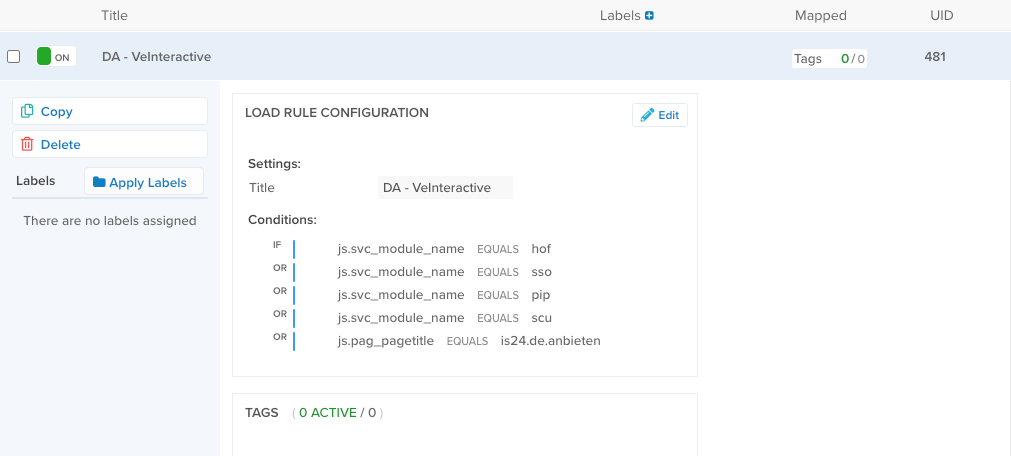 Title Labels Mapped UID
ON DA - VeInteractive Tags 0 / 0 481
Copy
Delete
Labels Apply Labels
There are no labels assigned
LOAD RULE CONFIGURATION Edit
Settings:
Title DA - VeInteractive
Conditions:
IF js.svc_module_name EQUALS hof
OR js.svc_module_name EQUALS sso
OR js.svc_module_name EQUALS pip
OR js.svc_module_name EQUALS scu
OR js.pag_pagetitle EQUALS is24.de.anbieten
TAGS ( 0 ACTIVE / 0 )